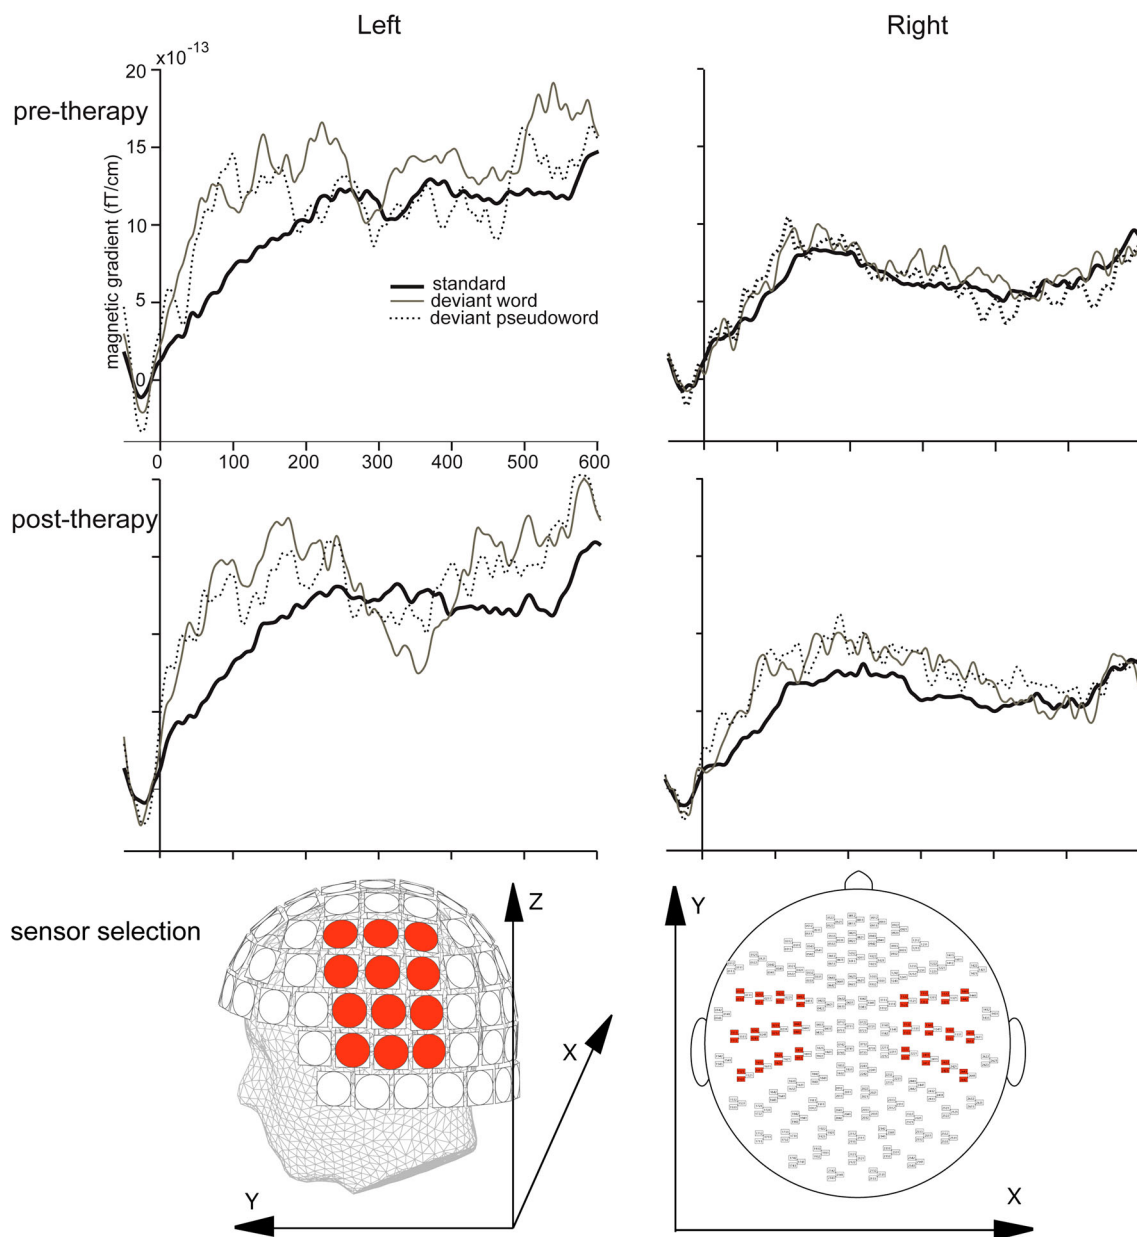 Left
Right
x10⁻¹³
20
pre-therapy
15
10
5
0
magnetic gradient (fT/cm)
standard
deviant word
deviant pseudoword
0 100 200 300 400 500 600
post-therapy
sensor selection
Z
X
Y
Y
X